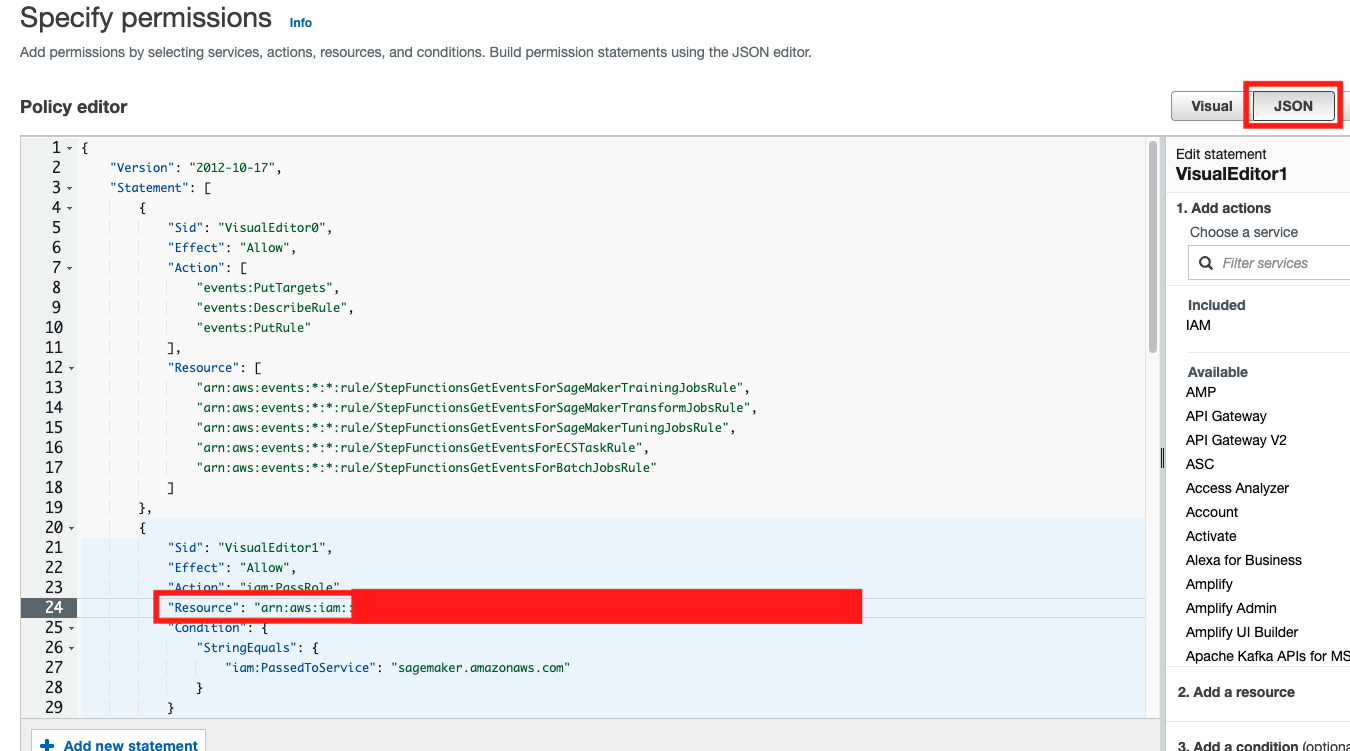 Specify permissions Info
Add permissions by selecting services, actions, resources, and conditions. Build permission statements using the JSON editor.
Policy editor
Visual JSON
1 {
2 "Version": "2012-10-17",
3 "Statement": [
4 {
5 "Sid": "VisualEditor0",
6 "Effect": "Allow",
7 "Action": [
8 "events:PutTargets",
9 "events:DescribeRule",
10 "events:PutRule"
11 ],
12 "Resource": [
13 "arn:aws:events:*:*:rule/StepFunctionsGetEventsForSageMakerTrainingJobsRule",
14 "arn:aws:events:*:*:rule/StepFunctionsGetEventsForSageMakerTransformJobsRule",
15 "arn:aws:events:*:*:rule/StepFunctionsGetEventsForSageMakerTuningJobsRule",
16 "arn:aws:events:*:*:rule/StepFunctionsGetEventsForECSTaskRule",
17 "arn:aws:events:*:*:rule/StepFunctionsGetEventsForBatchJobsRule"
18 ]
19 },
20 {
21 "Sid": "VisualEditor1",
22 "Effect": "Allow",
23 "Action": "iam:PassRole",
24 "Resource": "arn:aws:iam::
25 "Condition": {
26 "StringEquals": {
27 "iam:PassedToService": "sagemaker.amazonaws.com"
28 }
29 }
+ Add new statement
Edit statement
VisualEditor1
1. Add actions
Choose a service
Filter services
Included
IAM
Available
AMP
API Gateway
API Gateway V2
ASC
Access Analyzer
Account
Activate
Alexa for Business
Amplify
Amplify Admin
Amplify UI Builder
Apache Kafka APIs for MS
2. Add a resource
3. Add a condition (optiona